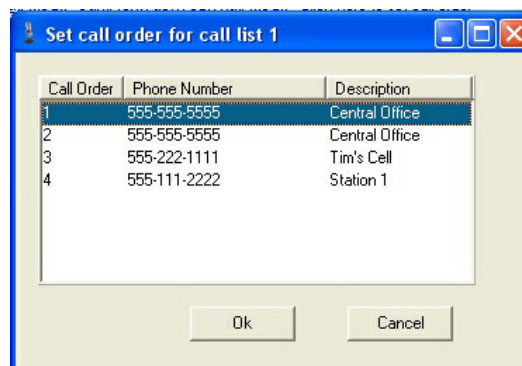 Set call order for call list 1
Call Order Phone Number Description
1 555-555-5555 Central Office
2 555-555-5555 Central Office
3 555-222-1111 Tim's Cell
4 555-111-2222 Station 1
Ok Cancel